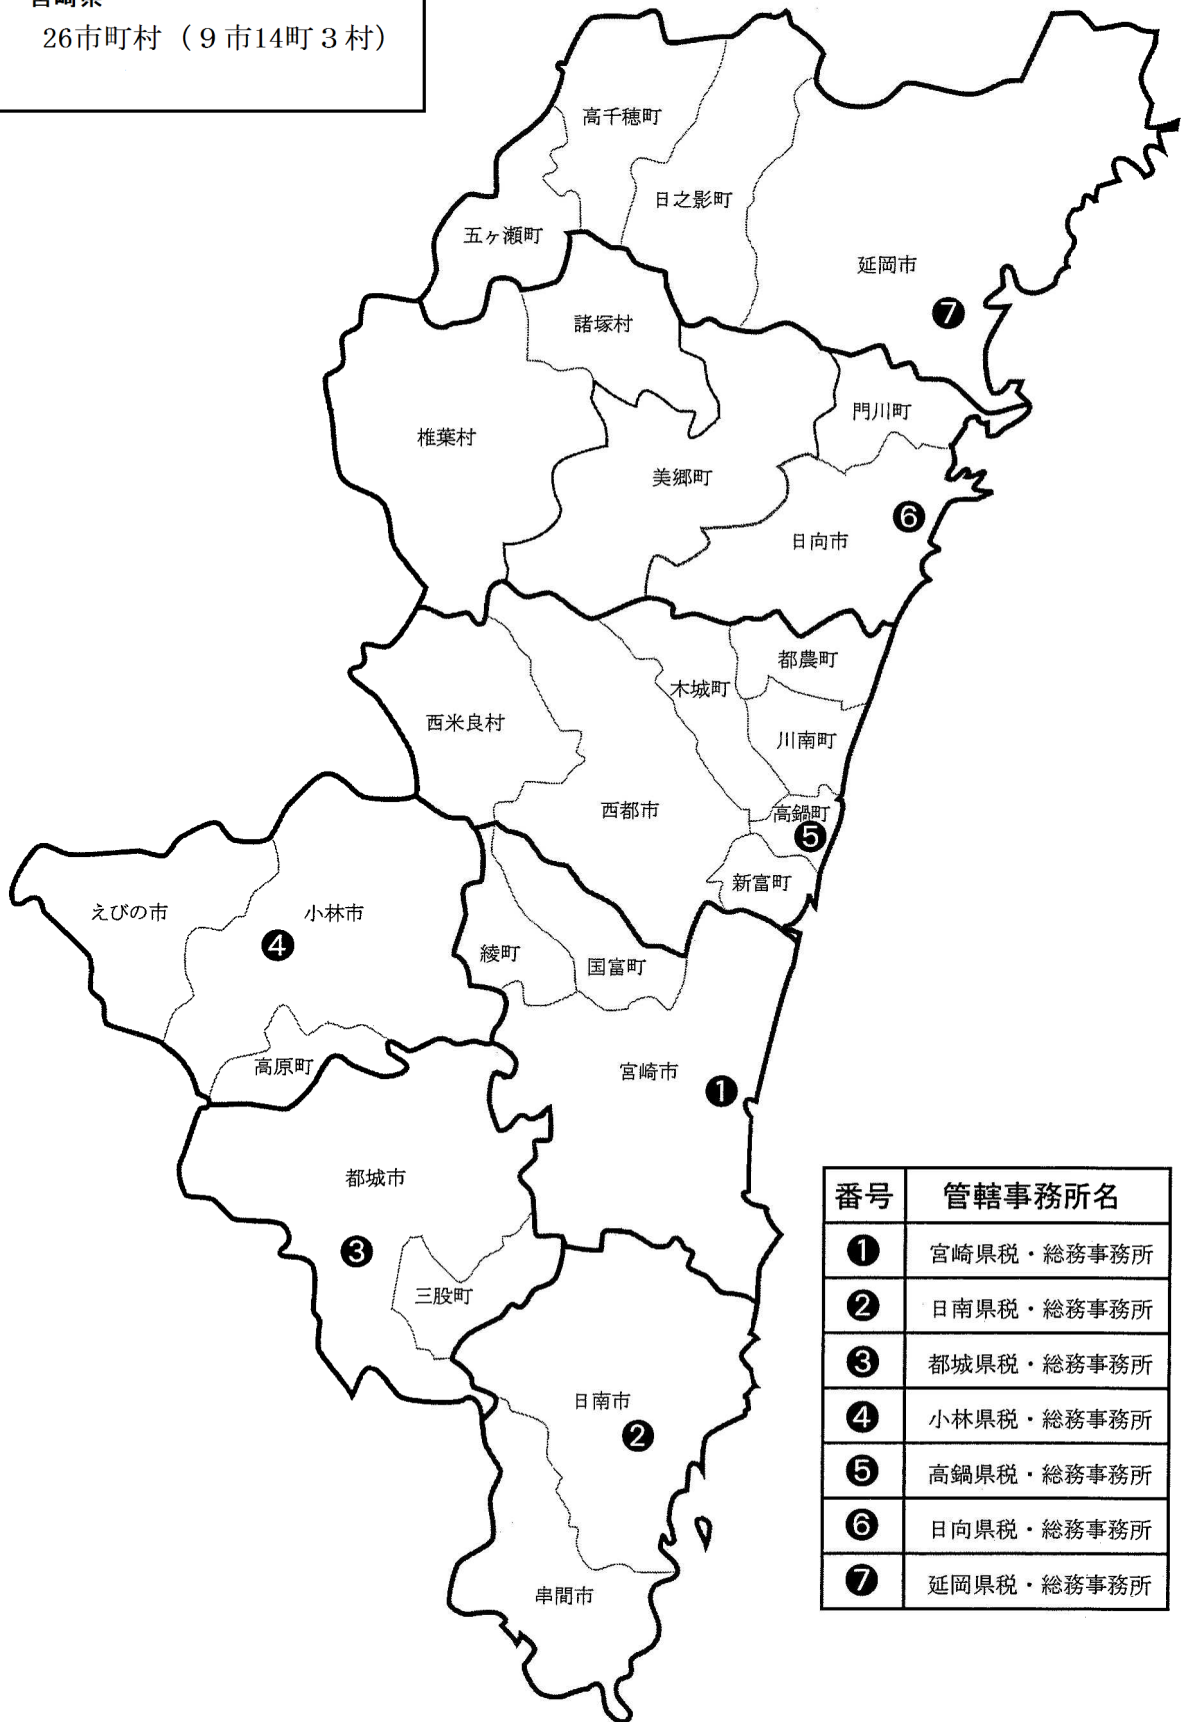 宮崎県
26市町村（９市14町３村）
高千穂町
日之影町
五ヶ瀬町
延岡市
❼
諸塚村
門川町
椎葉村
美郷町
❻
日向市
都農町
木城町
西米良村
川南町
西都市
高鍋町
❺
新富町
えびの市
小林市
❹
綾町
国富町
高原町
宮崎市
❶
都城市
❸
三股町
日南市
❷
串間市
番号 管轄事務所名
❶ 宮崎県税・総務事務所
❷ 日南県税・総務事務所
❸ 都城県税・総務事務所
❹ 小林県税・総務事務所
❺ 高鍋県税・総務事務所
❻ 日向県税・総務事務所
❼ 延岡県税・総務事務所